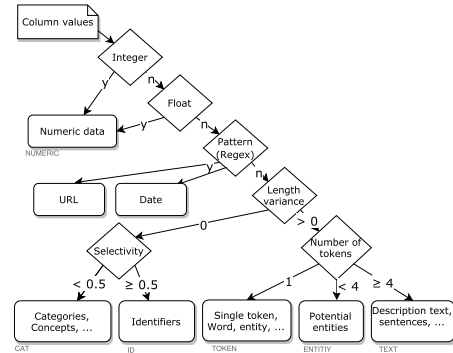 Column values
Integer
y
n
Float
y
n
Numeric data
NUMERIC
Pattern
(Regex)
y
n
URL
Date
Length
variance
0
> 0
Selectivity
Number of
tokens
< 0.5
≥ 0.5
1
< 4
≥ 4
Categories,
Concepts, ...
CAT
Identifiers
ID
Single token,
Word, entity, ...
TOKEN
Potential
entities
ENTITIY
Description text,
sentences, ...
TEXT